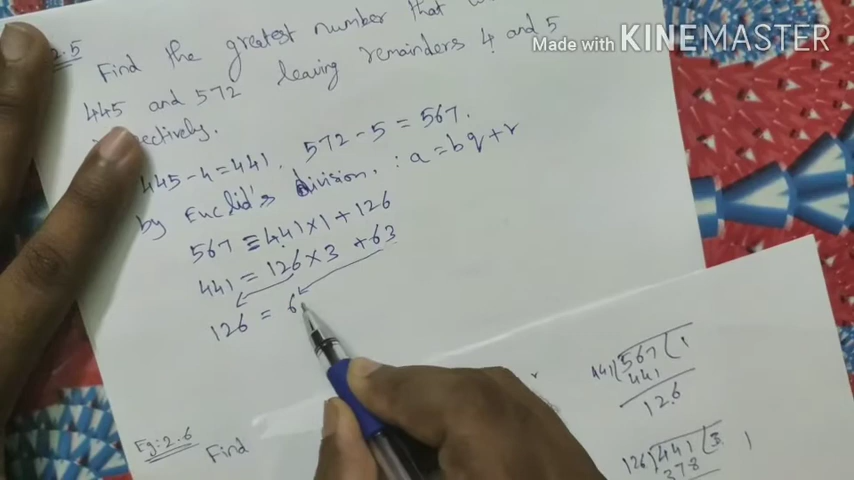 Made with KINEMASTER
2.5
Find the greatest number that
445 and 572 leaving remainders 4 and 5
445-4=441. 572-5=567.
by Euclid's division. : a=bq+r
567 = 441×1+126
441 = 126×3 +63
126 = 6
Eg:2.6 Find
441)567(1
441
126
126)441(3
378